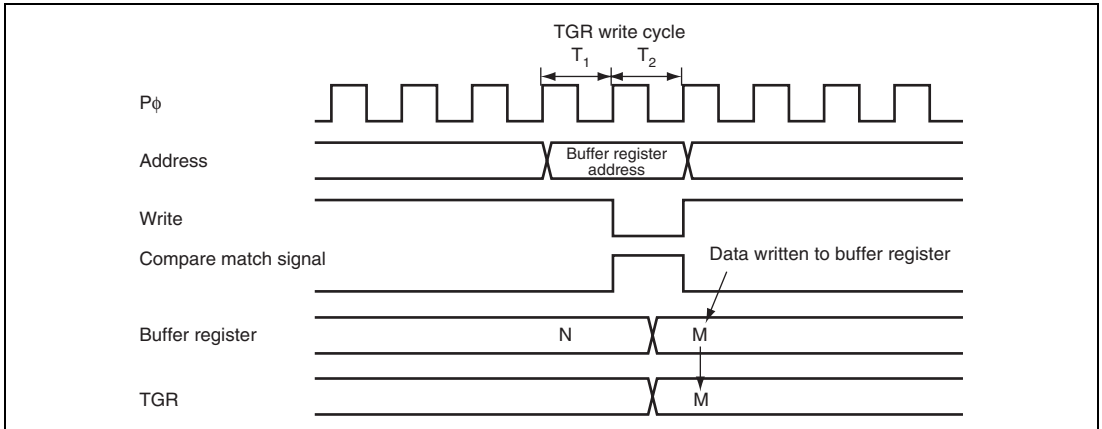 TGR write cycle
T1 T2
Pφ
Address
Buffer register
address
Write
Compare match signal
Data written to buffer register
Buffer register
N
M
TGR
M